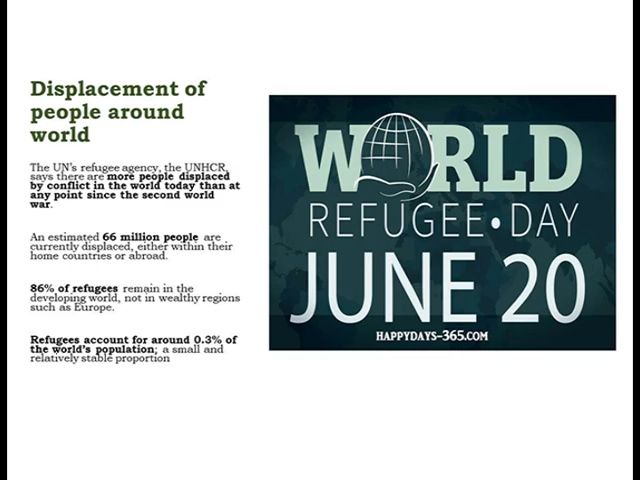 Displacement of
people around
world
The UN's refugee agency, the UNHCR,
says there are more people displaced
by conflict in the world today than at
any point since the second world
war.
An estimated 66 million people are
currently displaced, either within their
home countries or abroad.
86% of refugees remain in the
developing world, not in wealthy regions
such as Europe.
Refugees account for around 0.3% of
the world's population; a small and
relatively stable proportion
WORLD
REFUGEE•DAY
JUNE 20
HAPPYDAYS-365.COM